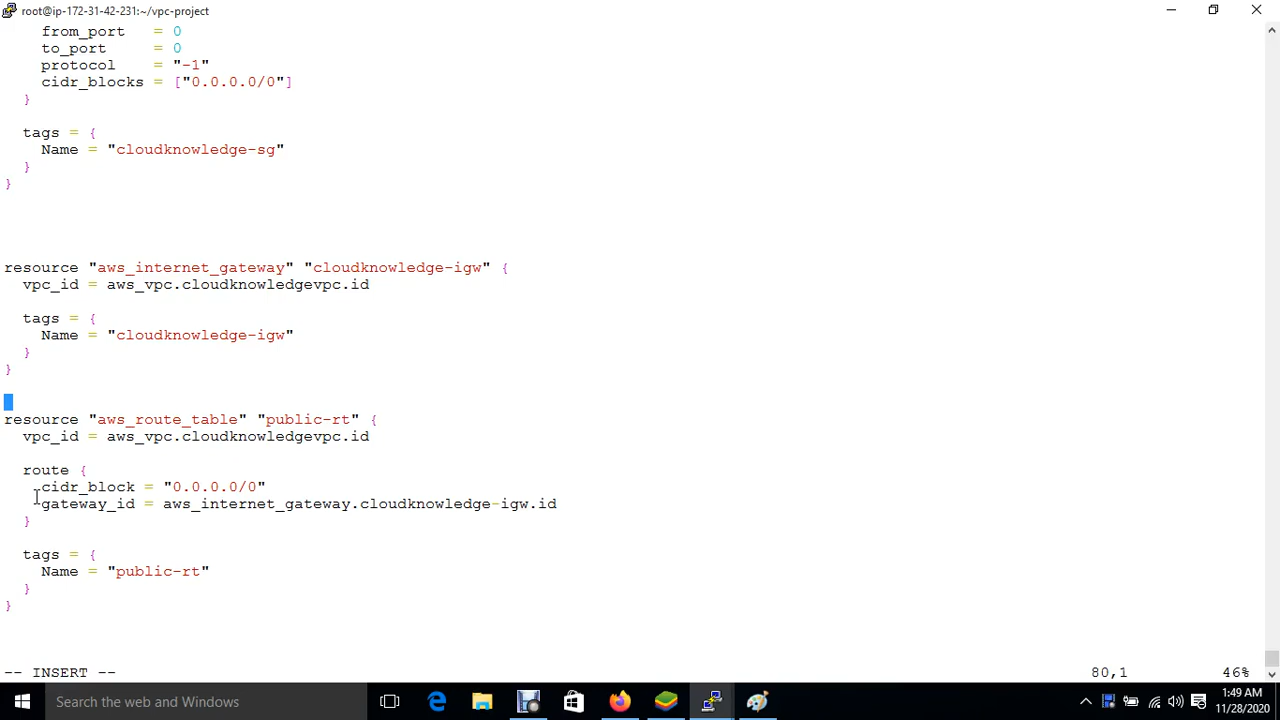 root@ip-172-31-42-231:~/vpc-project
from_port   = 0
to_port     = 0
protocol    = "-1"
cidr_blocks = ["0.0.0.0/0"]
}
tags = {
Name = "cloudknowledge-sg"
}
}
resource "aws_internet_gateway" "cloudknowledge-igw" {
vpc_id = aws_vpc.cloudknowledgevpc.id
tags = {
Name = "cloudknowledge-igw"
}
}
resource "aws_route_table" "public-rt" {
vpc_id = aws_vpc.cloudknowledgevpc.id
route {
cidr_block = "0.0.0.0/0"
gateway_id = aws_internet_gateway.cloudknowledge-igw.id
}
tags = {
Name = "public-rt"
}
}
-- INSERT -- 80,1 46%
Search the web and Windows
1:49 AM
11/28/2020